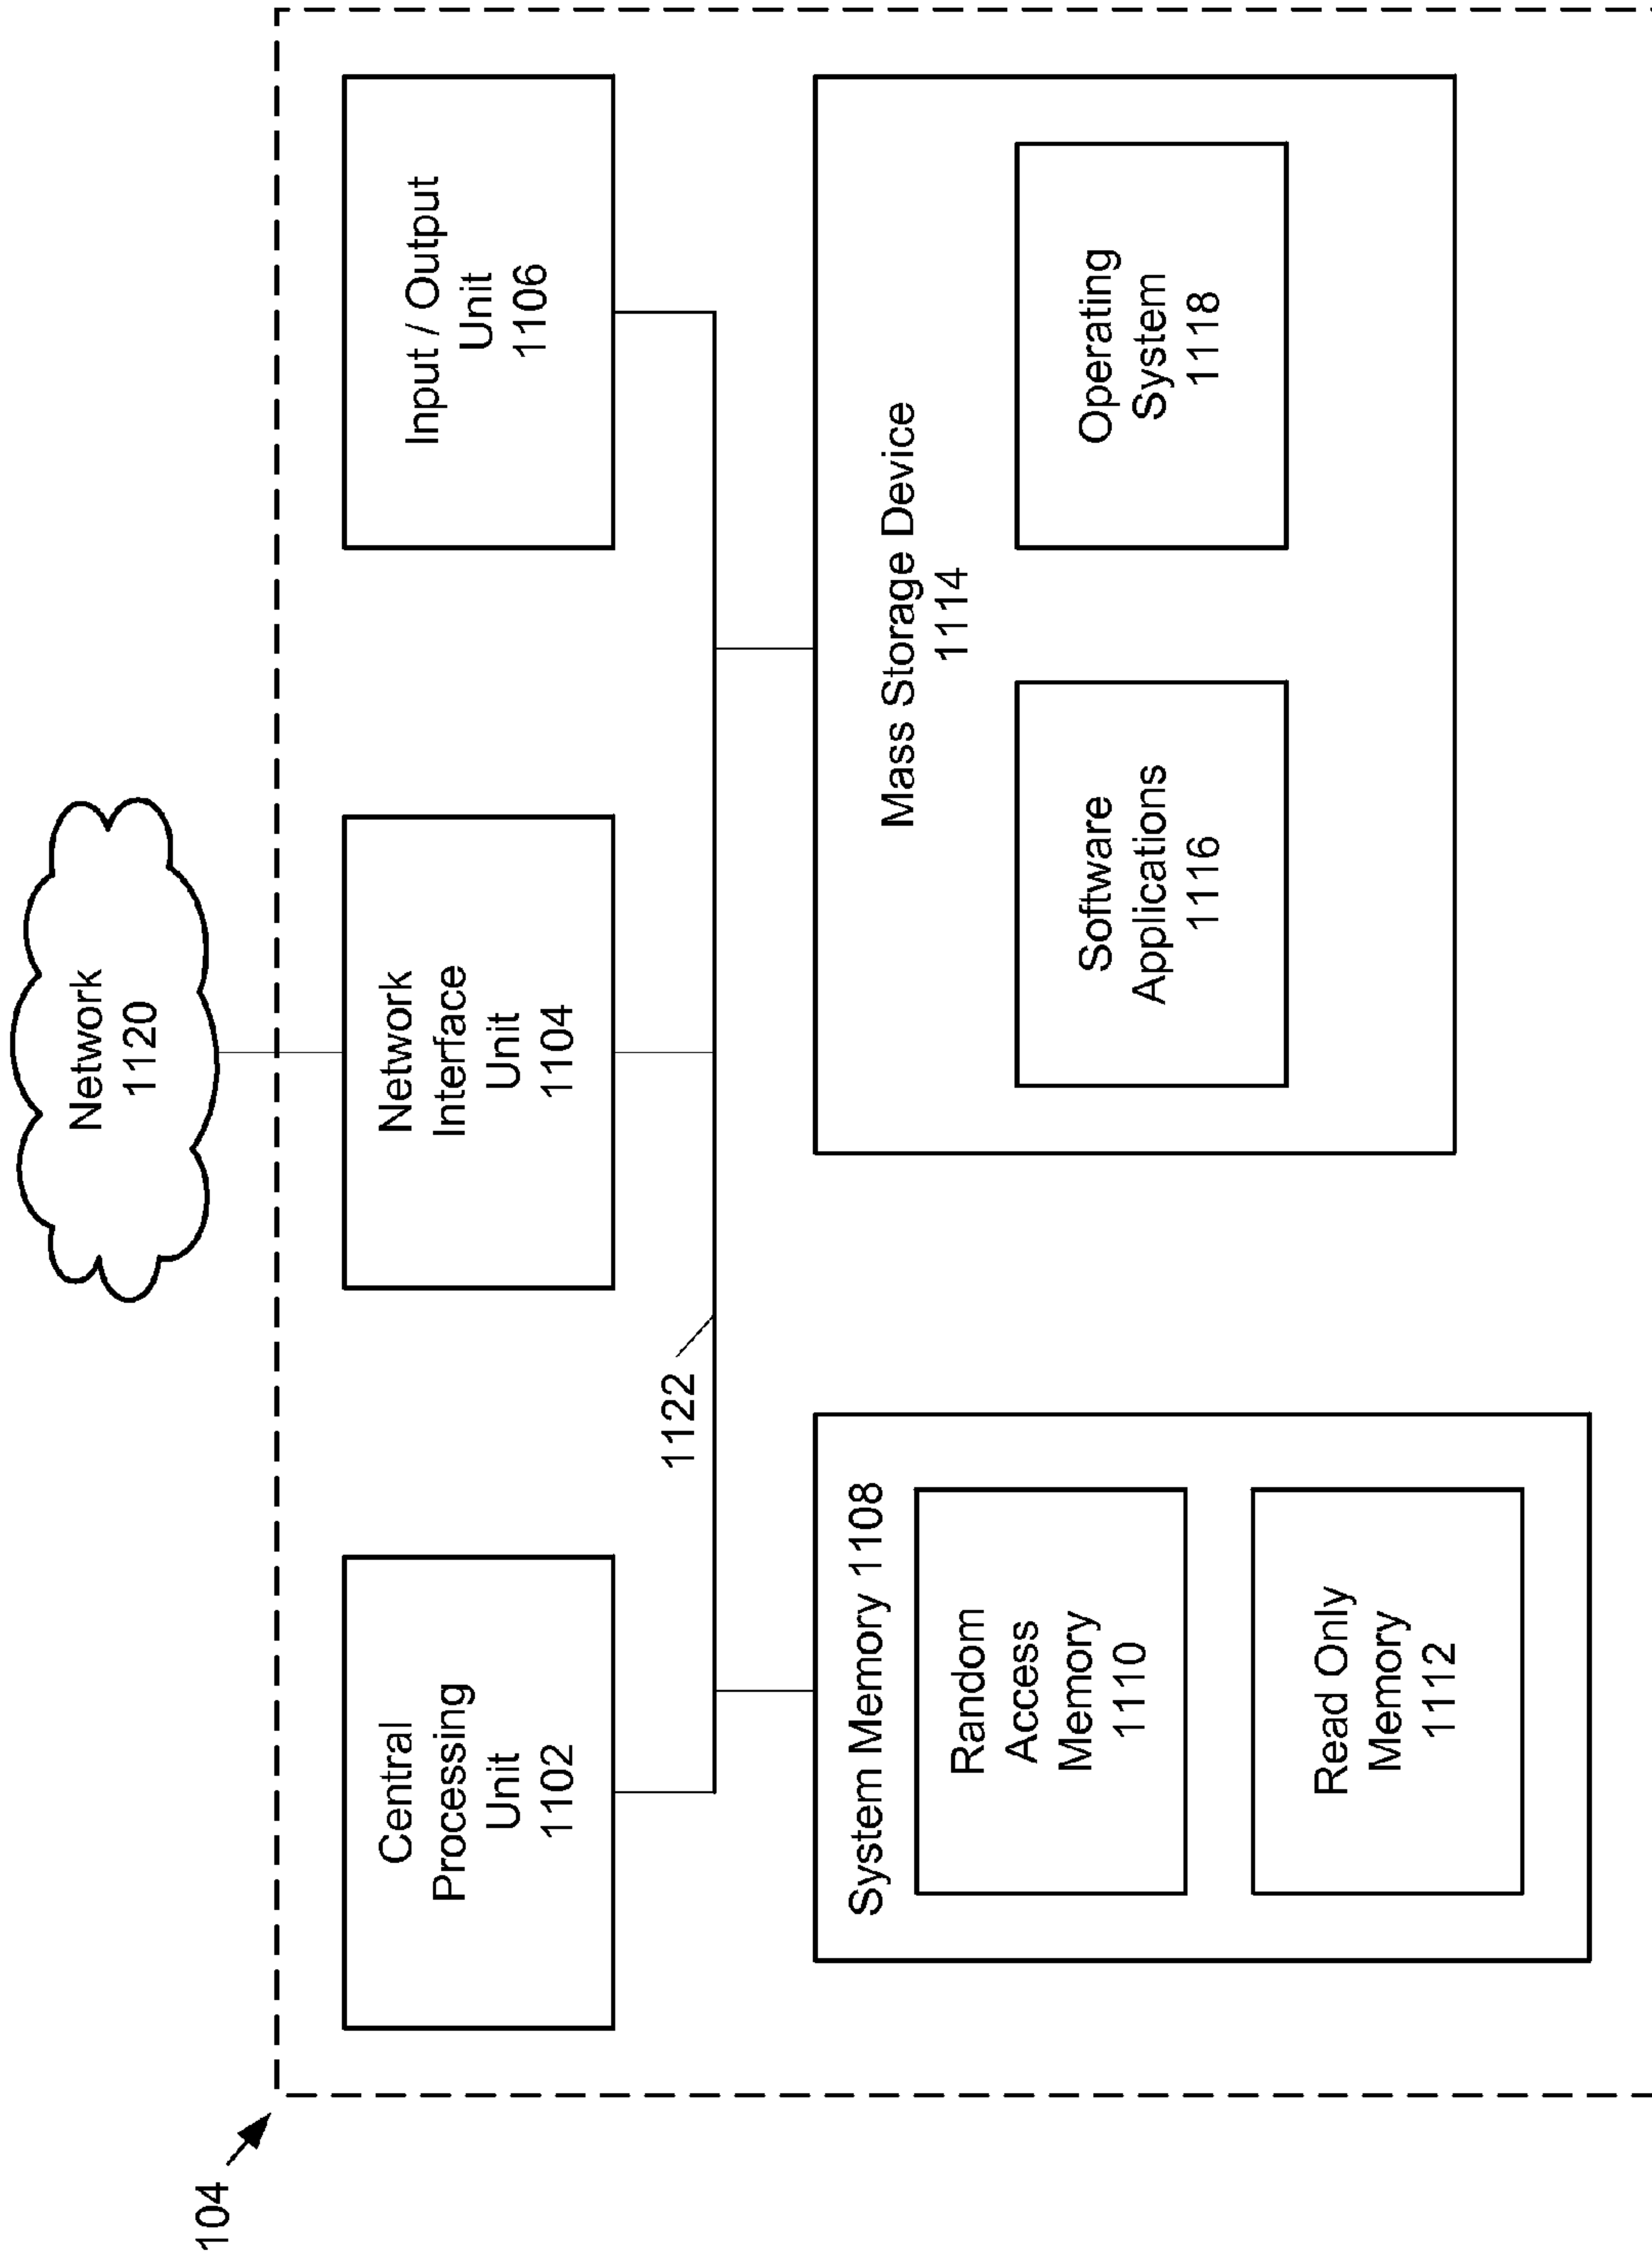 104
Network
1120
Central
Processing
Unit
1102
Network
Interface
Unit
1104
Input / Output
Unit
1106
1122
System Memory 1108
Random
Access
Memory
1110
Read Only
Memory
1112
Mass Storage Device
1114
Software
Applications
1116
Operating
System
1118